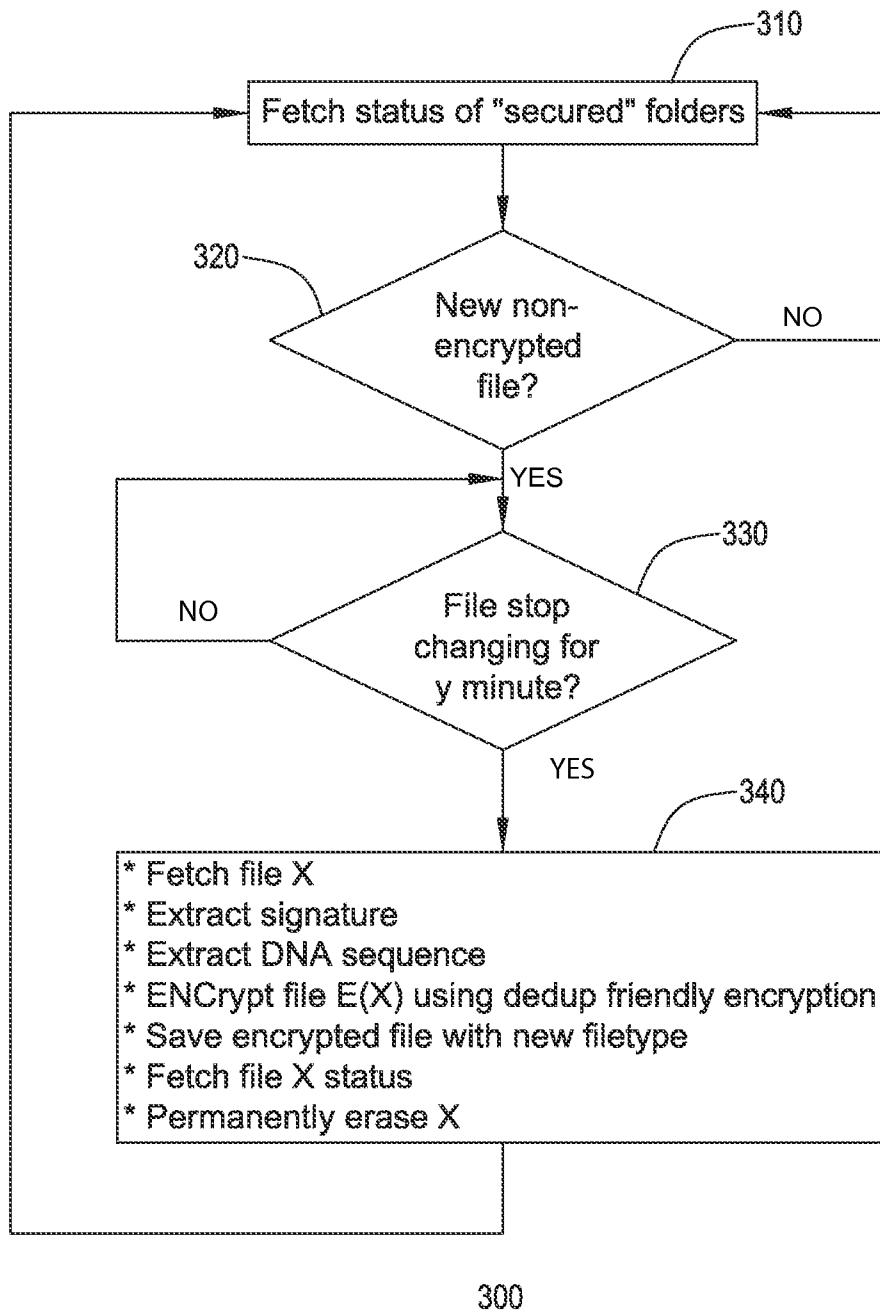 310
Fetch status of "secured" folders
320
New non-
encrypted
file?
NO
YES
330
NO
File stop
changing for
y minute?
YES
340
* Fetch file X
* Extract signature
* Extract DNA sequence
* ENCrypt file E(X) using dedup friendly encryption
* Save encrypted file with new filetype
* Fetch file X status
* Permanently erase X
300